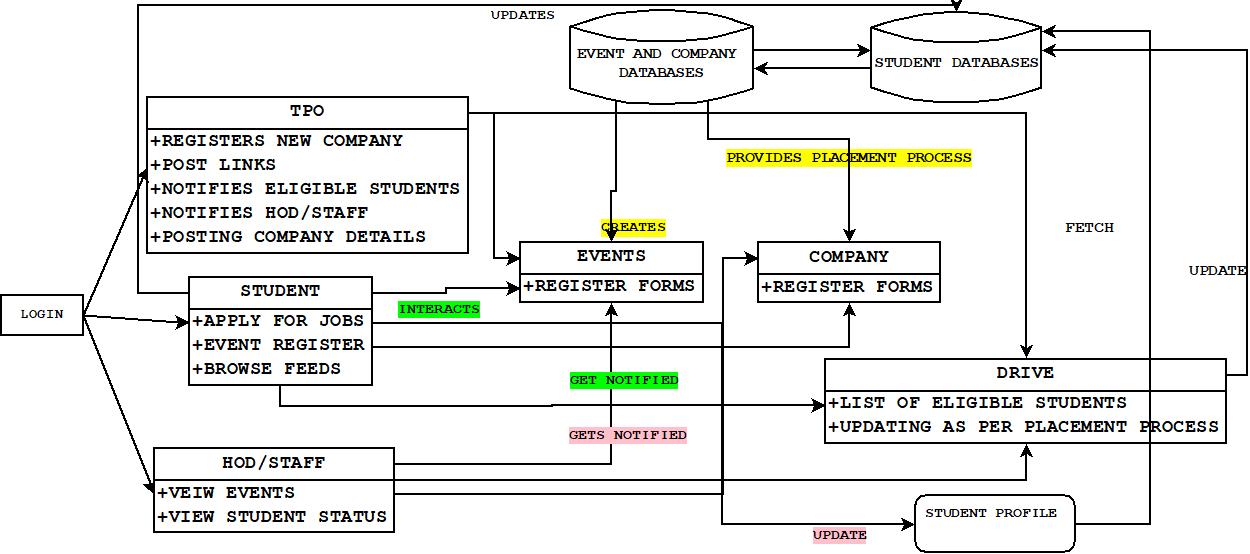 UPDATES
EVENT AND COMPANY
DATABASES
STUDENT DATABASES
TPO
+REGISTERS NEW COMPANY
+POST LINKS
+NOTIFIES ELIGIBLE STUDENTS
+NOTIFIES HOD/STAFF
+POSTING COMPANY DETAILS
PROVIDES PLACEMENT PROCESS
CREATES
FETCH
UPDATE
EVENTS
+REGISTER FORMS
COMPANY
+REGISTER FORMS
LOGIN
STUDENT
+APPLY FOR JOBS
+EVENT REGISTER
+BROWSE FEEDS
INTERACTS
GET NOTIFIED
GETS NOTIFIED
DRIVE
+LIST OF ELIGIBLE STUDENTS
+UPDATING AS PER PLACEMENT PROCESS
HOD/STAFF
+VEIW EVENTS
+VIEW STUDENT STATUS
UPDATE
STUDENT PROFILE